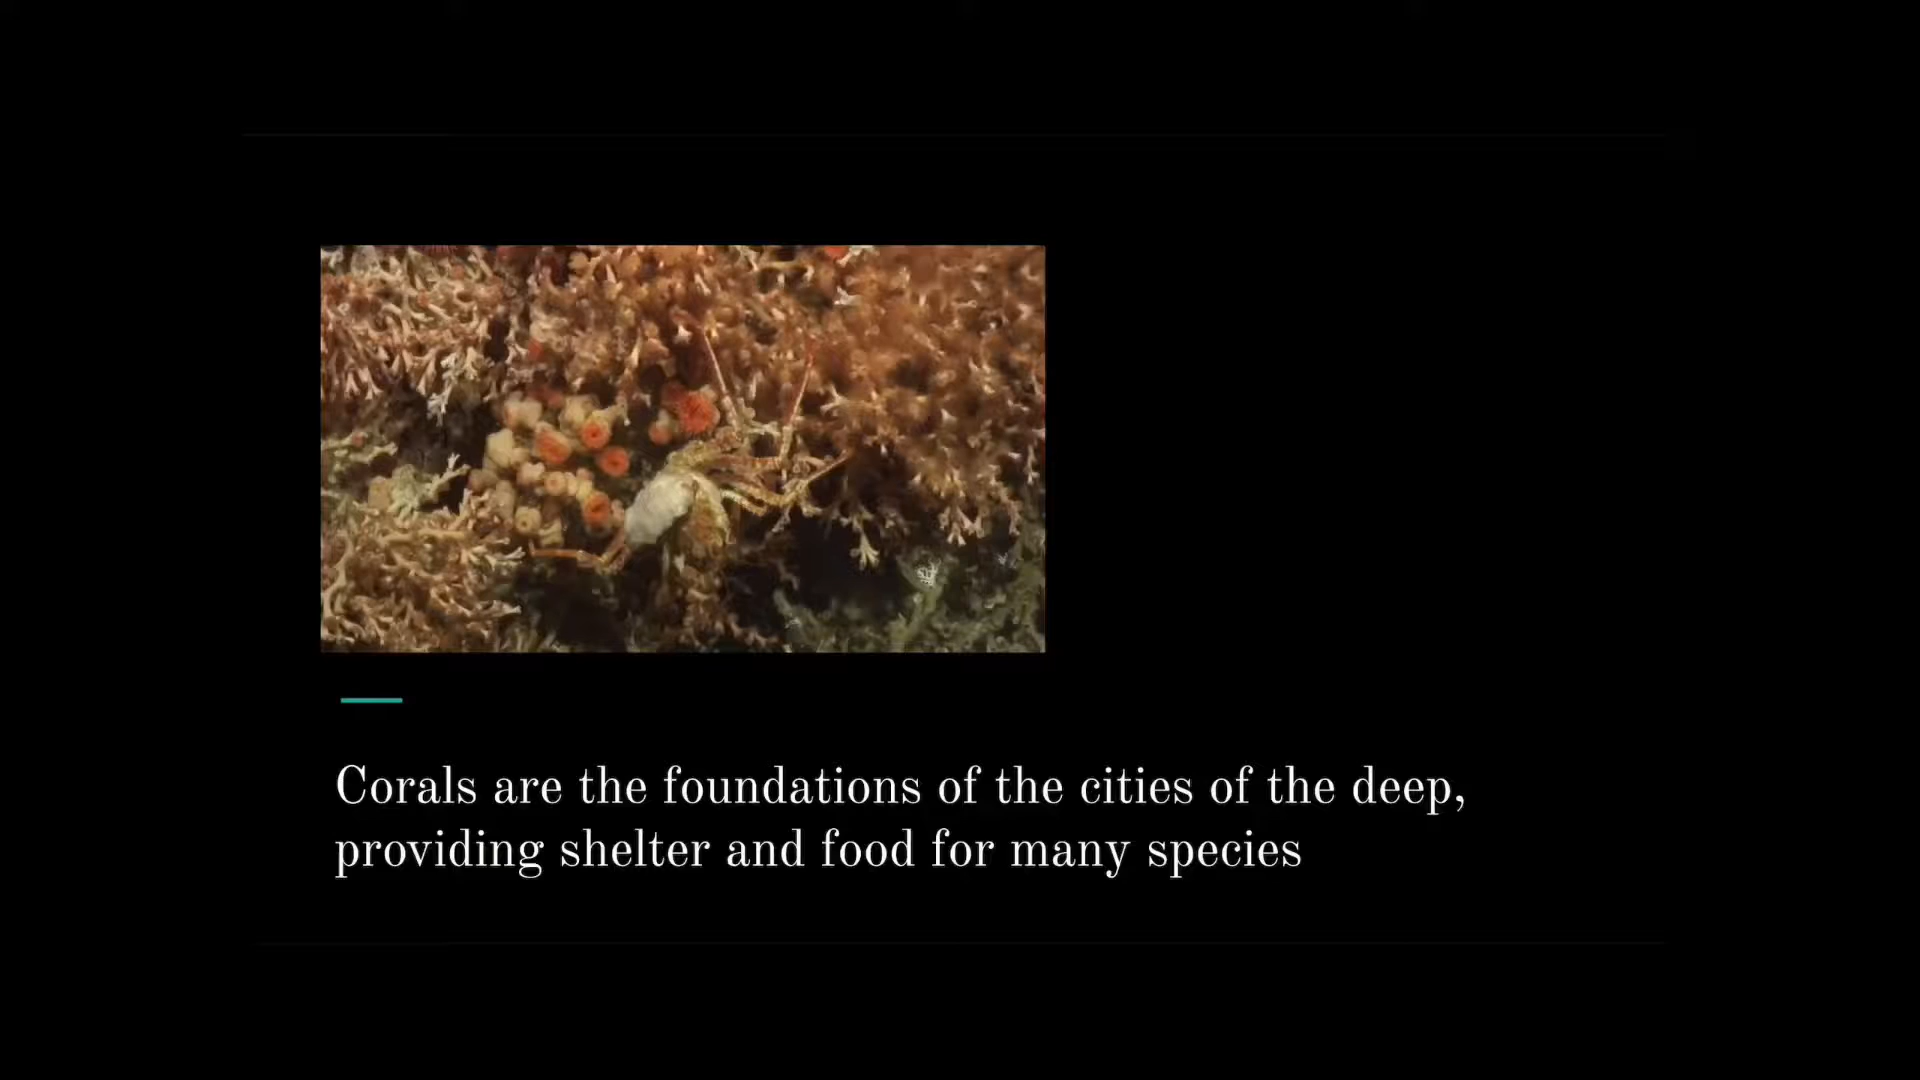 Corals are the foundations of the cities of the deep,
providing shelter and food for many species